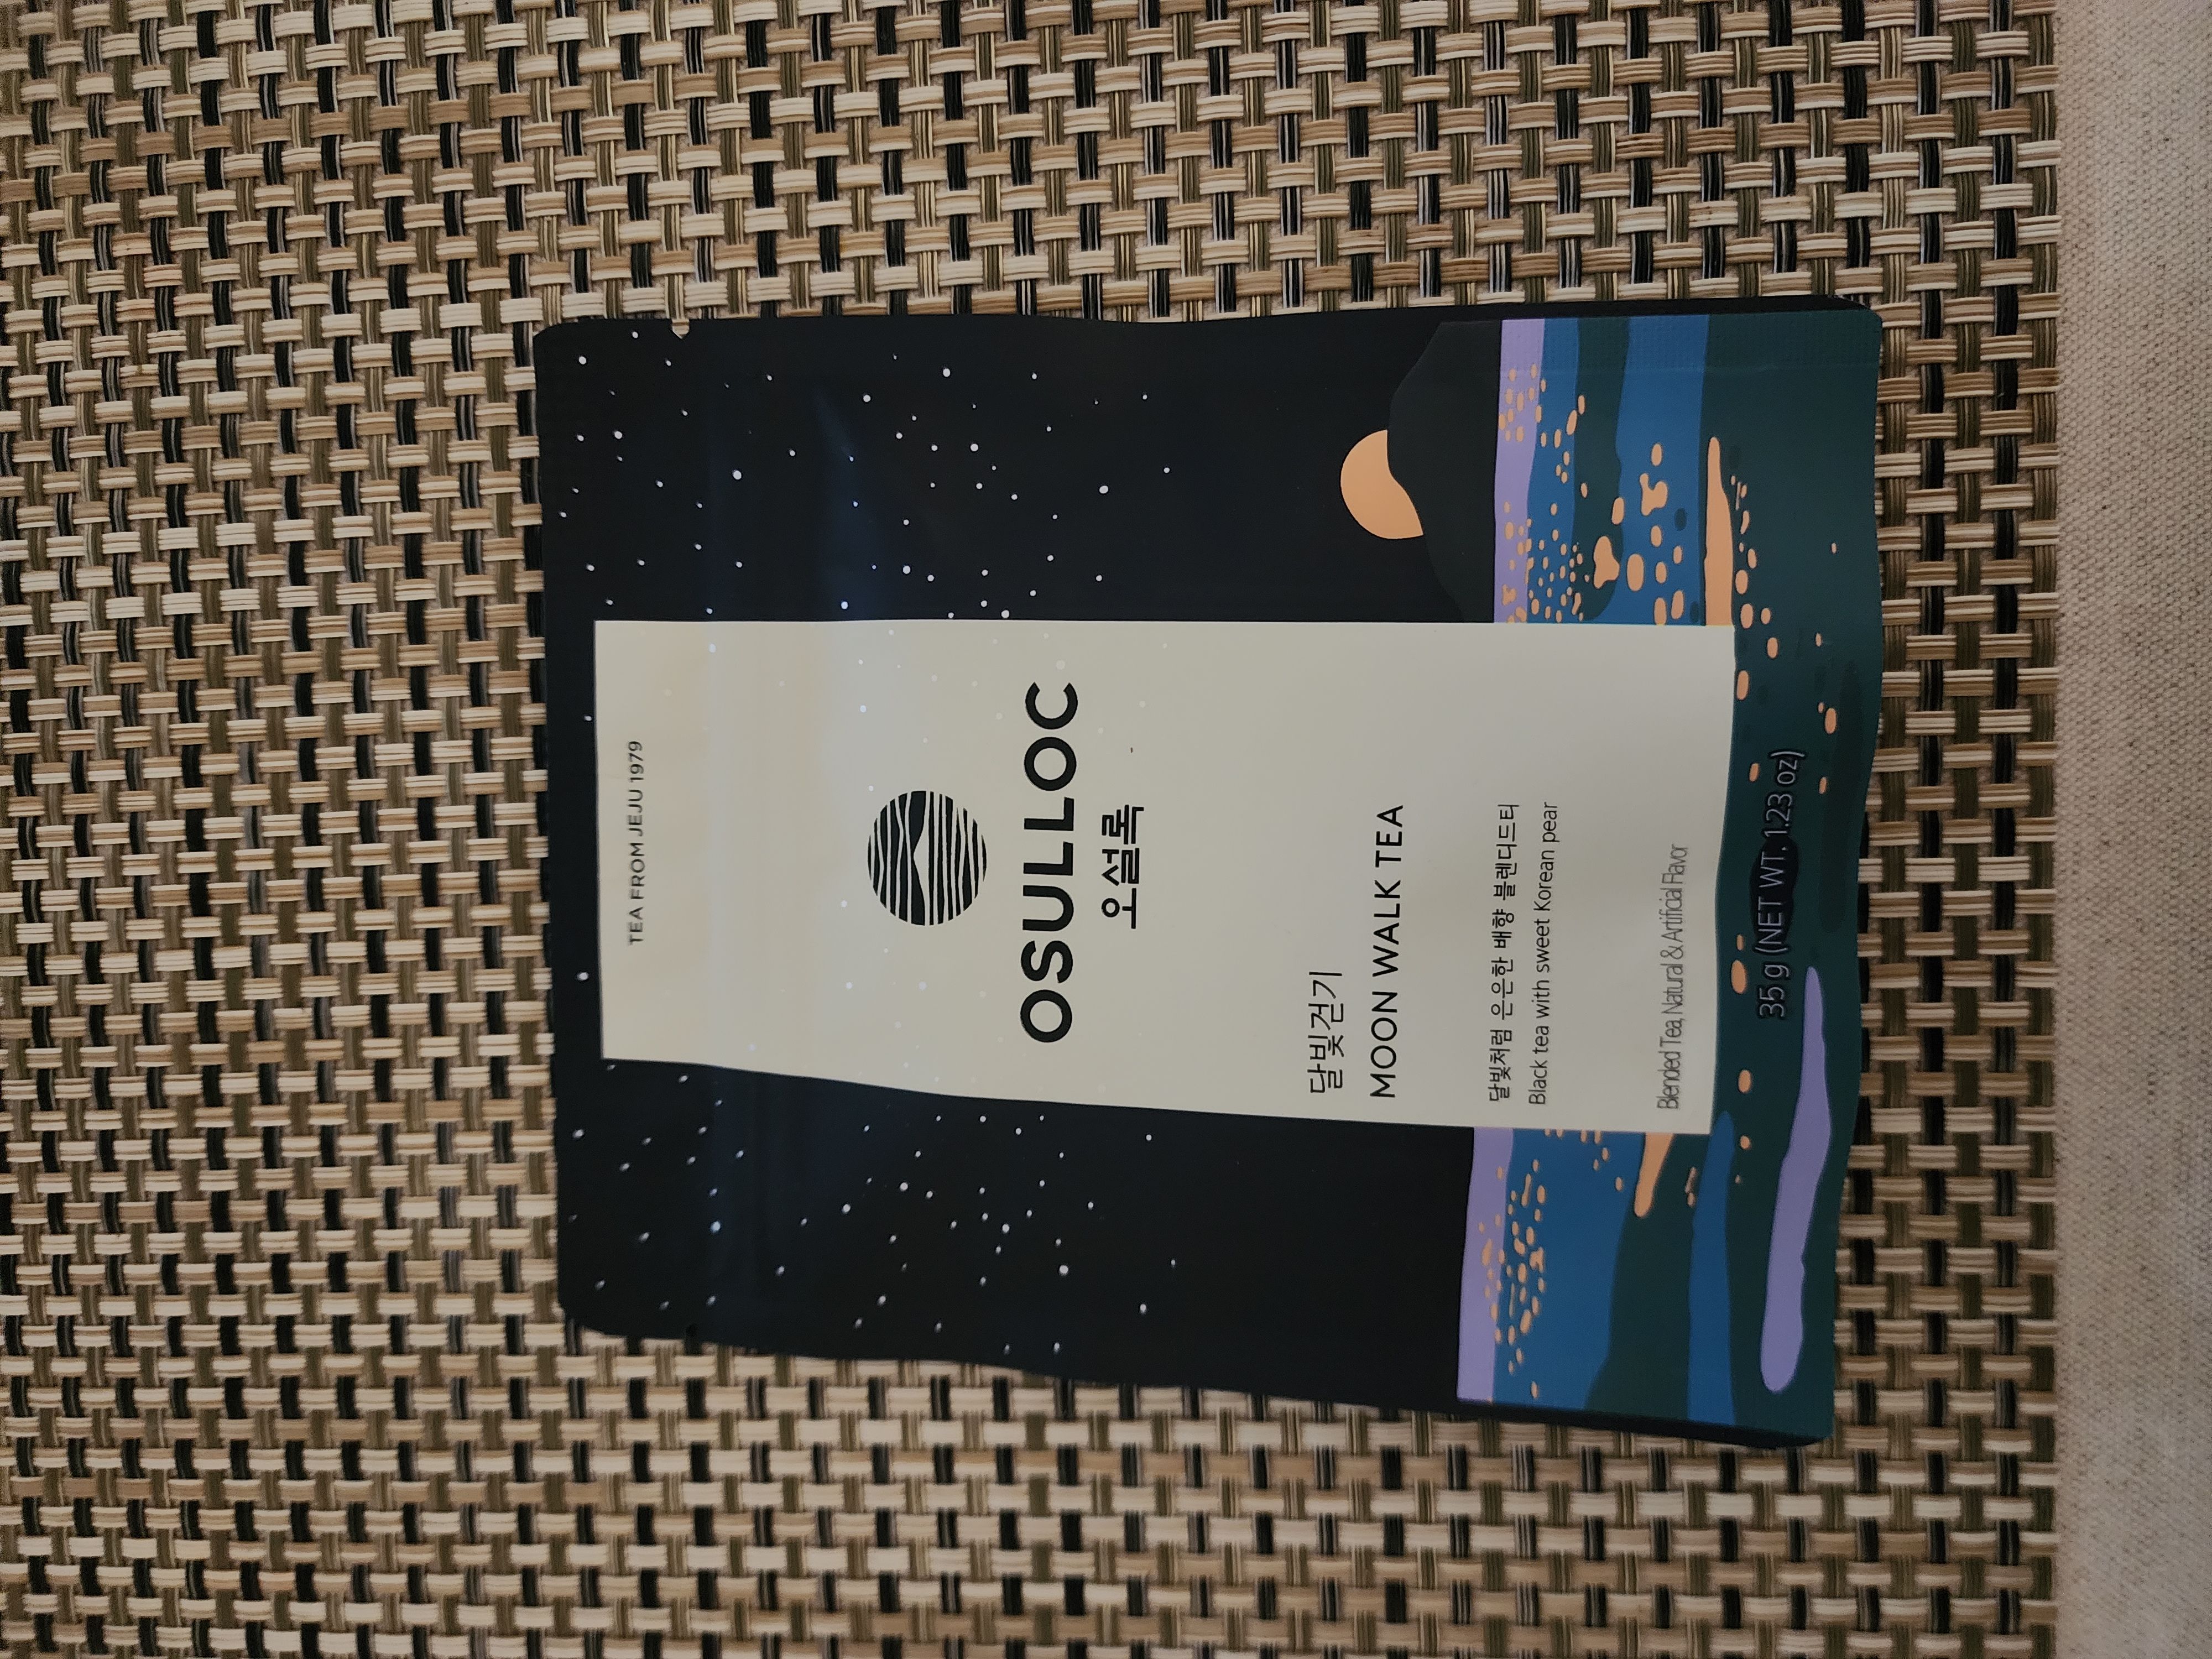 TEA FROM JEJU 1979
OSULLOC
오설록
달빛걷기
MOON WALK TEA
달빛처럼 은은한 배향 블렌디드티
Black tea with sweet Korean pear
Blended Tea, Natural & Artificial Flavor
35 g (NET WT. 1.23 oz)